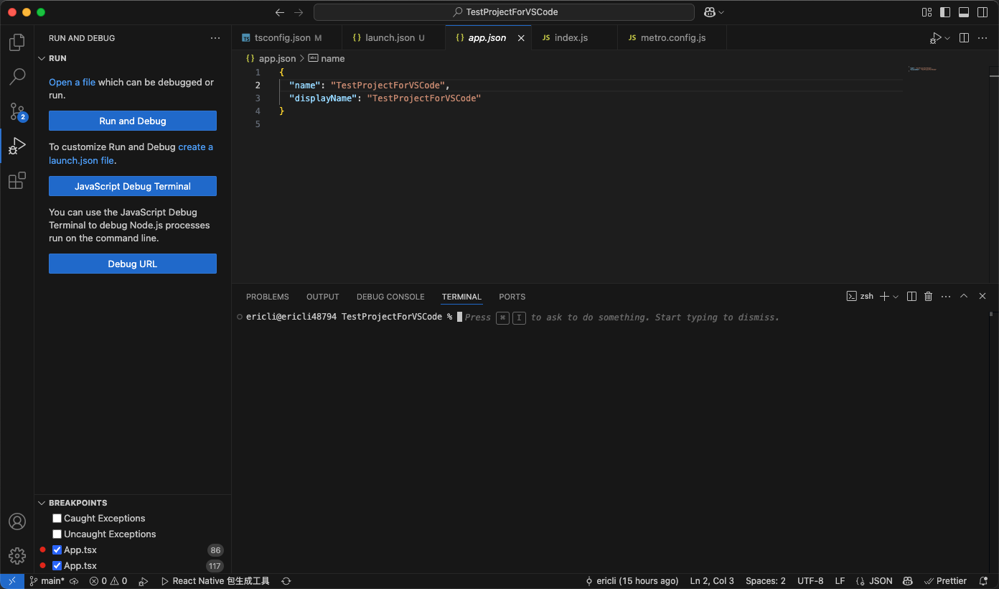 TestProjectForVSCode
RUN AND DEBUG
RUN
Open a file which can be debugged or
run.
Run and Debug
To customize Run and Debug create a
launch.json file.
JavaScript Debug Terminal
You can use the JavaScript Debug
Terminal to debug Node.js processes
run on the command line.
Debug URL
tsconfig.json M
launch.json U
app.json
JS index.js
JS metro.config.js
{} app.json > name
1 {
2 "name": "TestProjectForVSCode",
3 "displayName": "TestProjectForVSCode"
4 }
5
PROBLEMS OUTPUT DEBUG CONSOLE TERMINAL PORTS
zsh
ericli@ericli48794 TestProjectForVSCode % Press ⌘ I to ask to do something. Start typing to dismiss.
BREAKPOINTS
Caught Exceptions
Uncaught Exceptions
App.tsx 86
App.tsx 117
2
main* 0 0 React Native 包生成工具 ericli (15 hours ago) Ln 2, Col 3 Spaces: 2 UTF-8 LF {} JSON Prettier